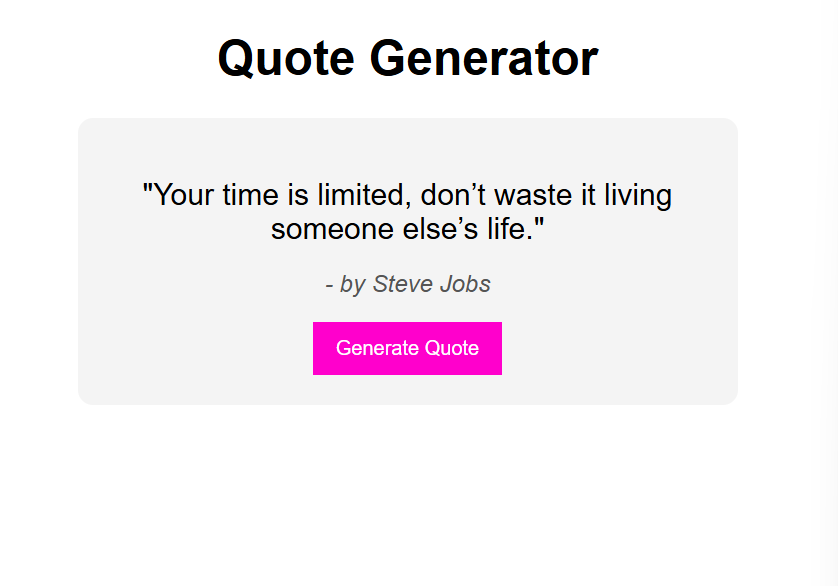 Quote Generator
"Your time is limited, don’t waste it living
someone else’s life."
- by Steve Jobs
Generate Quote